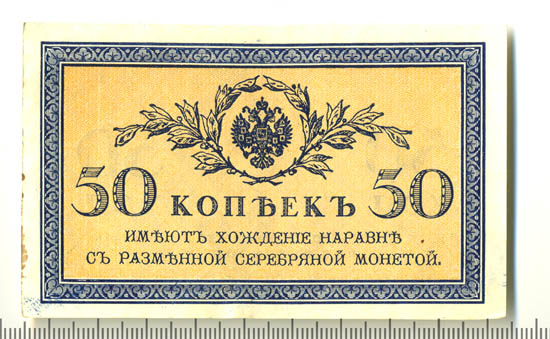 50 КОПѢЕКЪ 50
ИМѢЮТЪ ХОЖДЕНІЕ НАРАВНѢ
СЪ РАЗМѢННОЙ СЕРЕБРЯНОЙ МОНЕТОЙ.